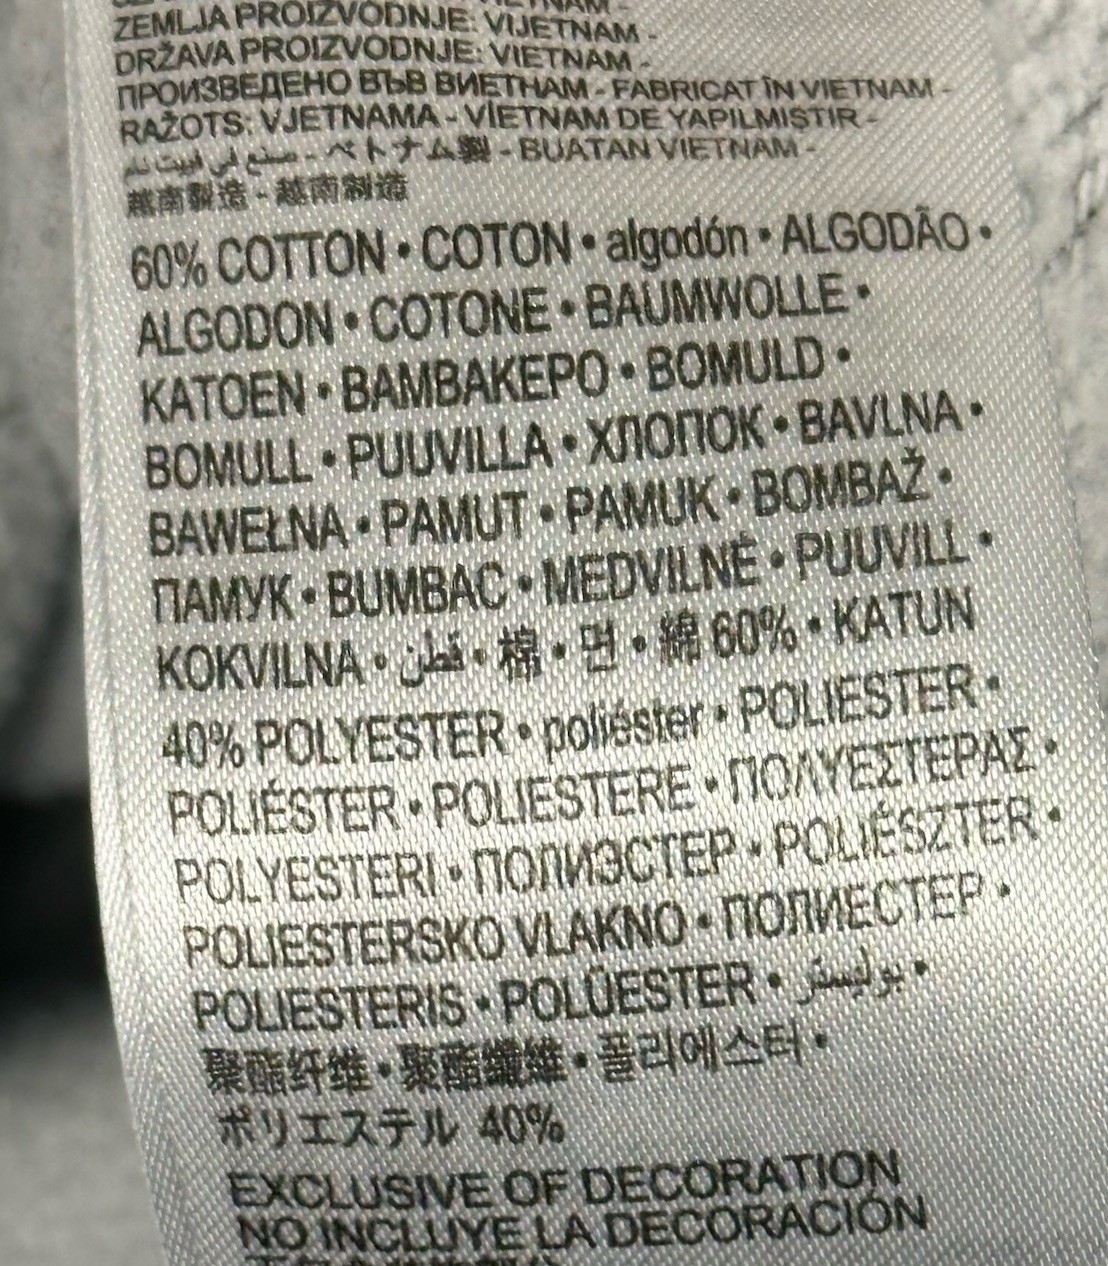 ZEMLJA PROIZVODNJE: VIJETNAM -
DRŽAVA PROIZVODNJE: VIETNAM -
ПРОИЗВЕДЕНО ВЪВ ВИЕТНАМ - FABRICAT ÎN VIETNAM -
RAŽOTS: VJETNAMA - VİETNAM DE YAPILMIŞTIR -
صنع في فييت نام - ベトナム製 - BUATAN VIETNAM -
越南製造 - 越南制造
60% COTTON • COTON • algodón • ALGODÃO •
ALGODON • COTONE • BAUMWOLLE •
KATOEN • BAMBAKEPO • BOMULD •
BOMULL • PUUVILLA • ХЛОПОК • BAVLNA •
BAWEŁNA • PAMUT • PAMUK • BOMBAŽ •
ПАМУК • BUMBAC • MEDVILNĖ • PUUVILL •
KOKVILNA • قطن • 棉 • 면 • 綿 60% • KATUN
40% POLYESTER • poliéster • POLIESTER •
POLIÉSTER • POLIESTERE • ΠΟΛΥΕΣΤΕΡΑΣ •
POLYESTERI • ПОЛИЭСТЕР • POLIÉSZTER •
POLIESTERSKO VLAKNO • ПОЛИЕСТЕР •
POLIESTERIS • POLÜESTER • بوليستر •
聚酯纤维 • 聚酯纖維 • 폴리에스터 •
ポリエステル 40%
EXCLUSIVE OF DECORATION
NO INCLUYE LA DECORACIÓN